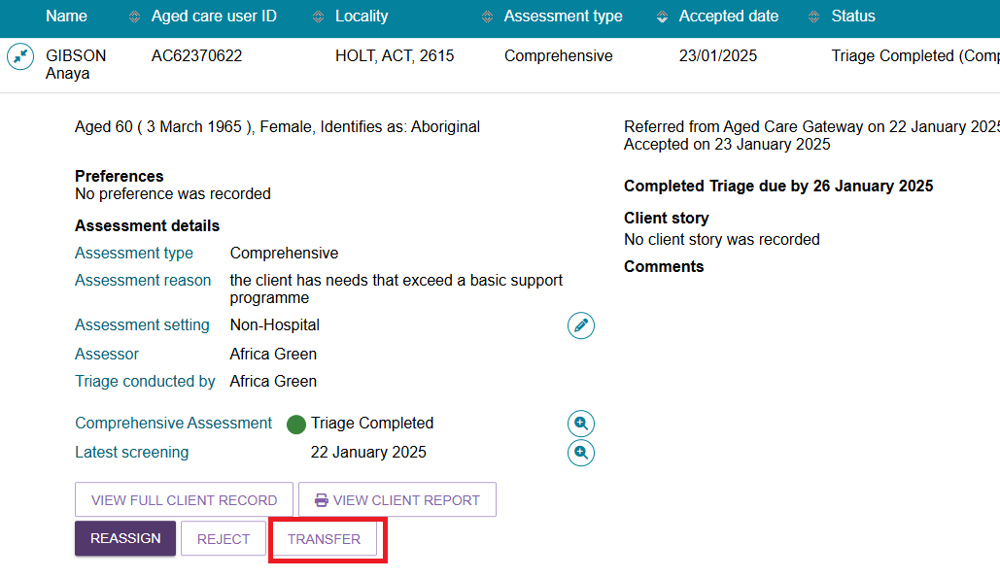 Name Aged care user ID Locality Assessment type Accepted date Status
GIBSON Anaya AC62370622 HOLT, ACT, 2615 Comprehensive 23/01/2025 Triage Completed
Aged 60 ( 3 March 1965 ), Female, Identifies as: Aboriginal
Preferences
No preference was recorded
Assessment details
Assessment type Comprehensive
Assessment reason the client has needs that exceed a basic support
programme
Assessment setting Non-Hospital
Assessor Africa Green
Triage conducted by Africa Green
Comprehensive Assessment Triage Completed
Latest screening 22 January 2025
VIEW FULL CLIENT RECORD VIEW CLIENT REPORT
REASSIGN REJECT TRANSFER
Referred from Aged Care Gateway on 22 January 2025
Accepted on 23 January 2025
Completed Triage due by 26 January 2025
Client story
No client story was recorded
Comments